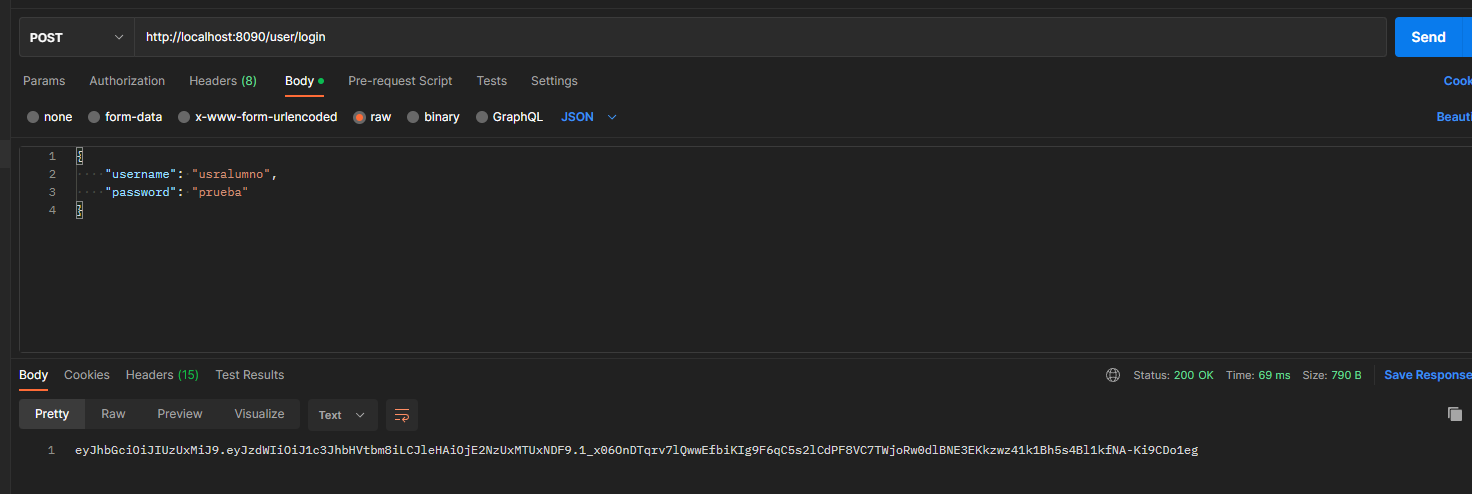 POST http://localhost:8090/user/login Send
Params Authorization Headers (8) Body Pre-request Script Tests Settings Cook
none form-data x-www-form-urlencoded raw binary GraphQL JSON Beauti
1 {
2 "username": "usralumno",
3 "password": "prueba"
4 }
Body Cookies Headers (15) Test Results Status: 200 OK Time: 69 ms Size: 790 B Save Response
Pretty Raw Preview Visualize Text
1 eyJhbGciOiJIUzUxMiJ9.eyJzdWIiOiJ1c3JhbHVtbm8iLCJleHAiOjE2NzUxMTUxNDF9.1_x06OnDTqrv7lQwwEfbiKIg9F6qC5s2lCdPF8VC7TWjoRw0dlBNE3EKkzwz41k1Bh5s4Bl1kfNA-Ki9CDo1eg